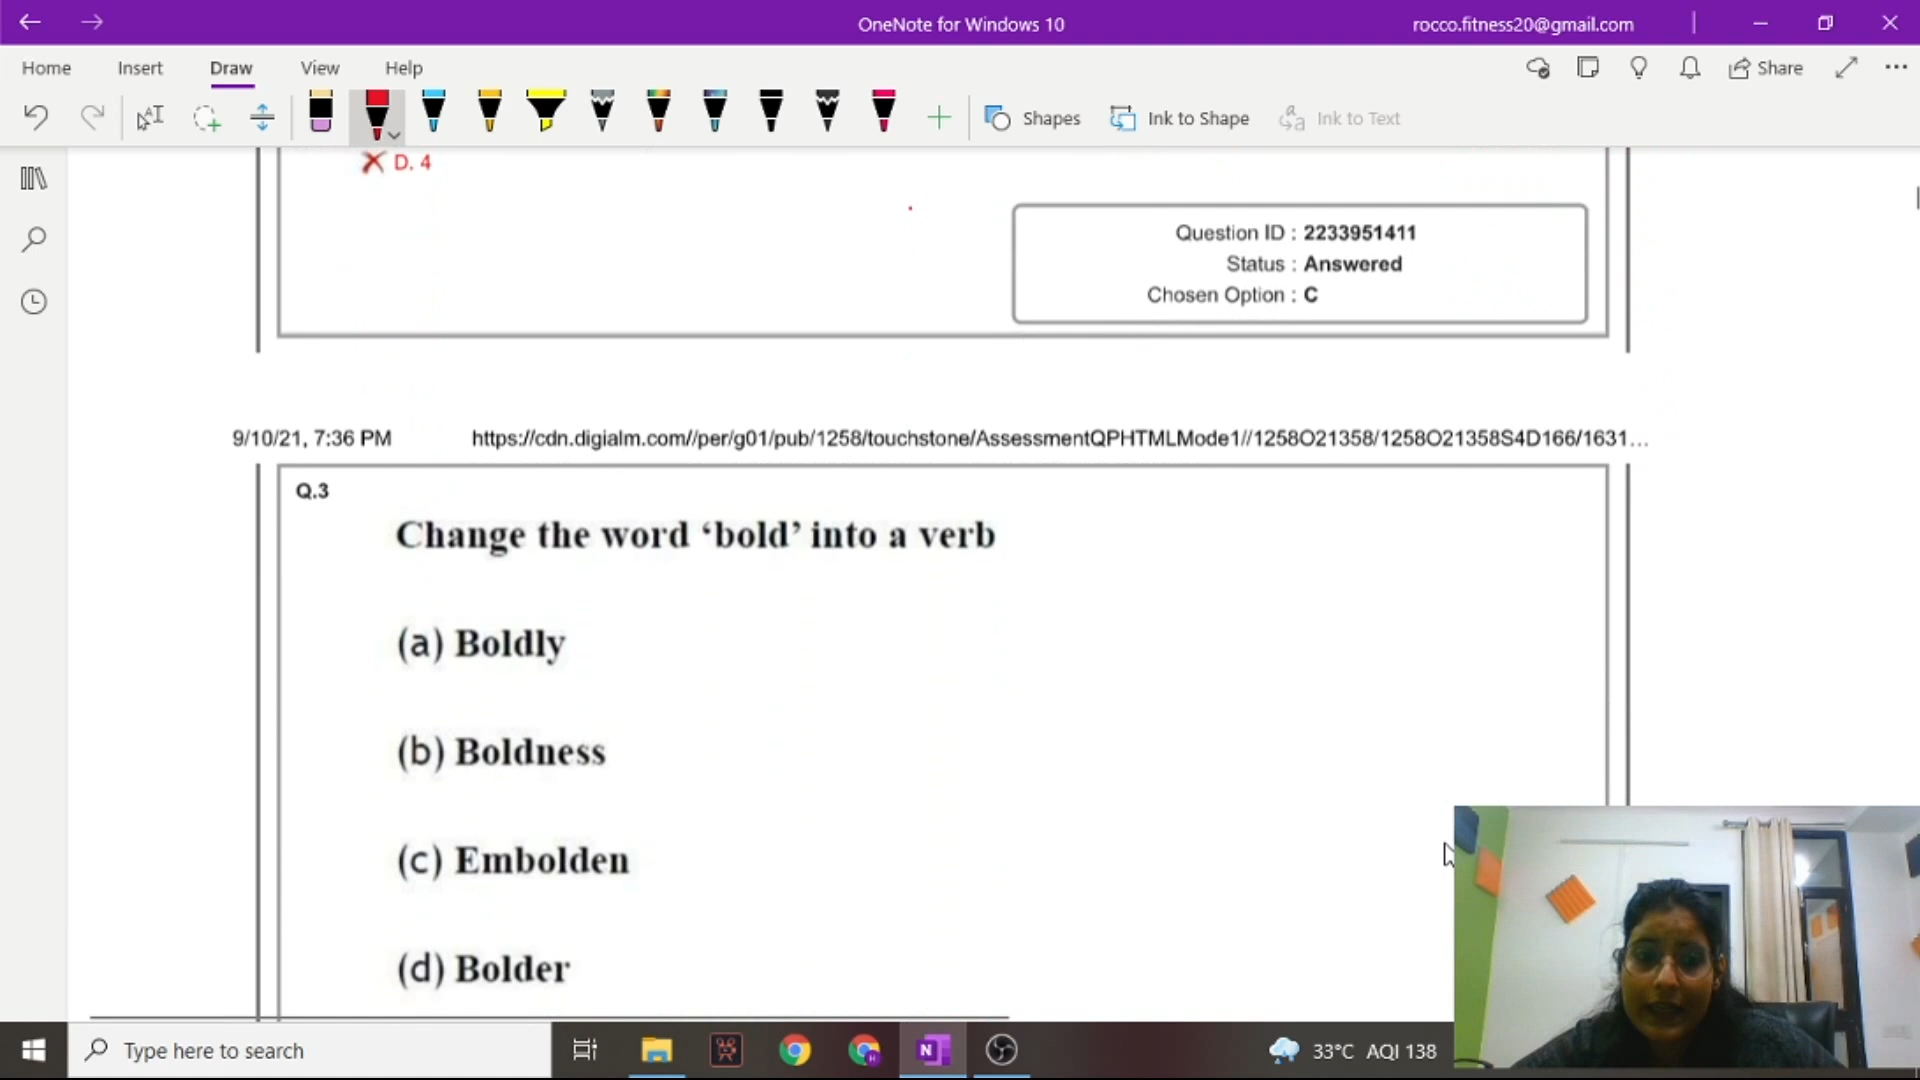 OneNote for Windows 10
rocco.fitness20@gmail.com
Home Insert Draw View Help
Share
Shapes Ink to Shape Ink to Text
D. 4
Question ID : 2233951411
Status : Answered
Chosen Option : C
9/10/21, 7:36 PM https://cdn.digialm.com//per/g01/pub/1258/touchstone/AssessmentQPHTMLMode1//1258O21358/1258O21358S4D166/1631...
Q.3
Change the word ‘bold’ into a verb
(a) Boldly
(b) Boldness
(c) Embolden
(d) Bolder
Type here to search
33°C AQI 138